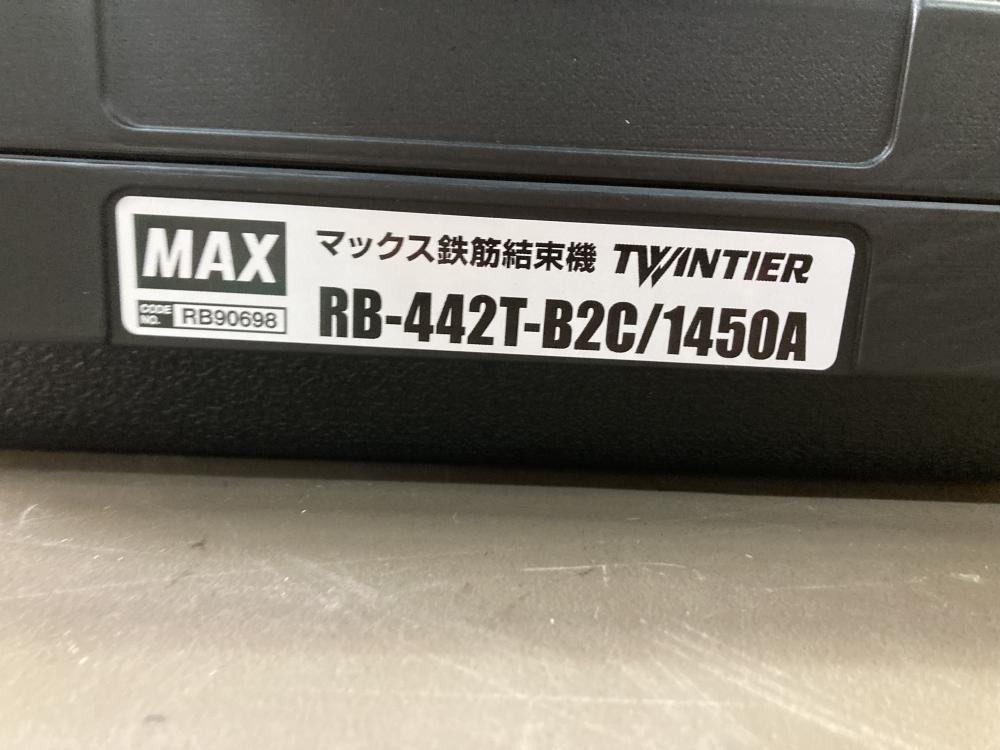 MAX
マックス鉄筋結束機 TWINTIER
CODE NO. RB90698
RB-442T-B2C/1450A